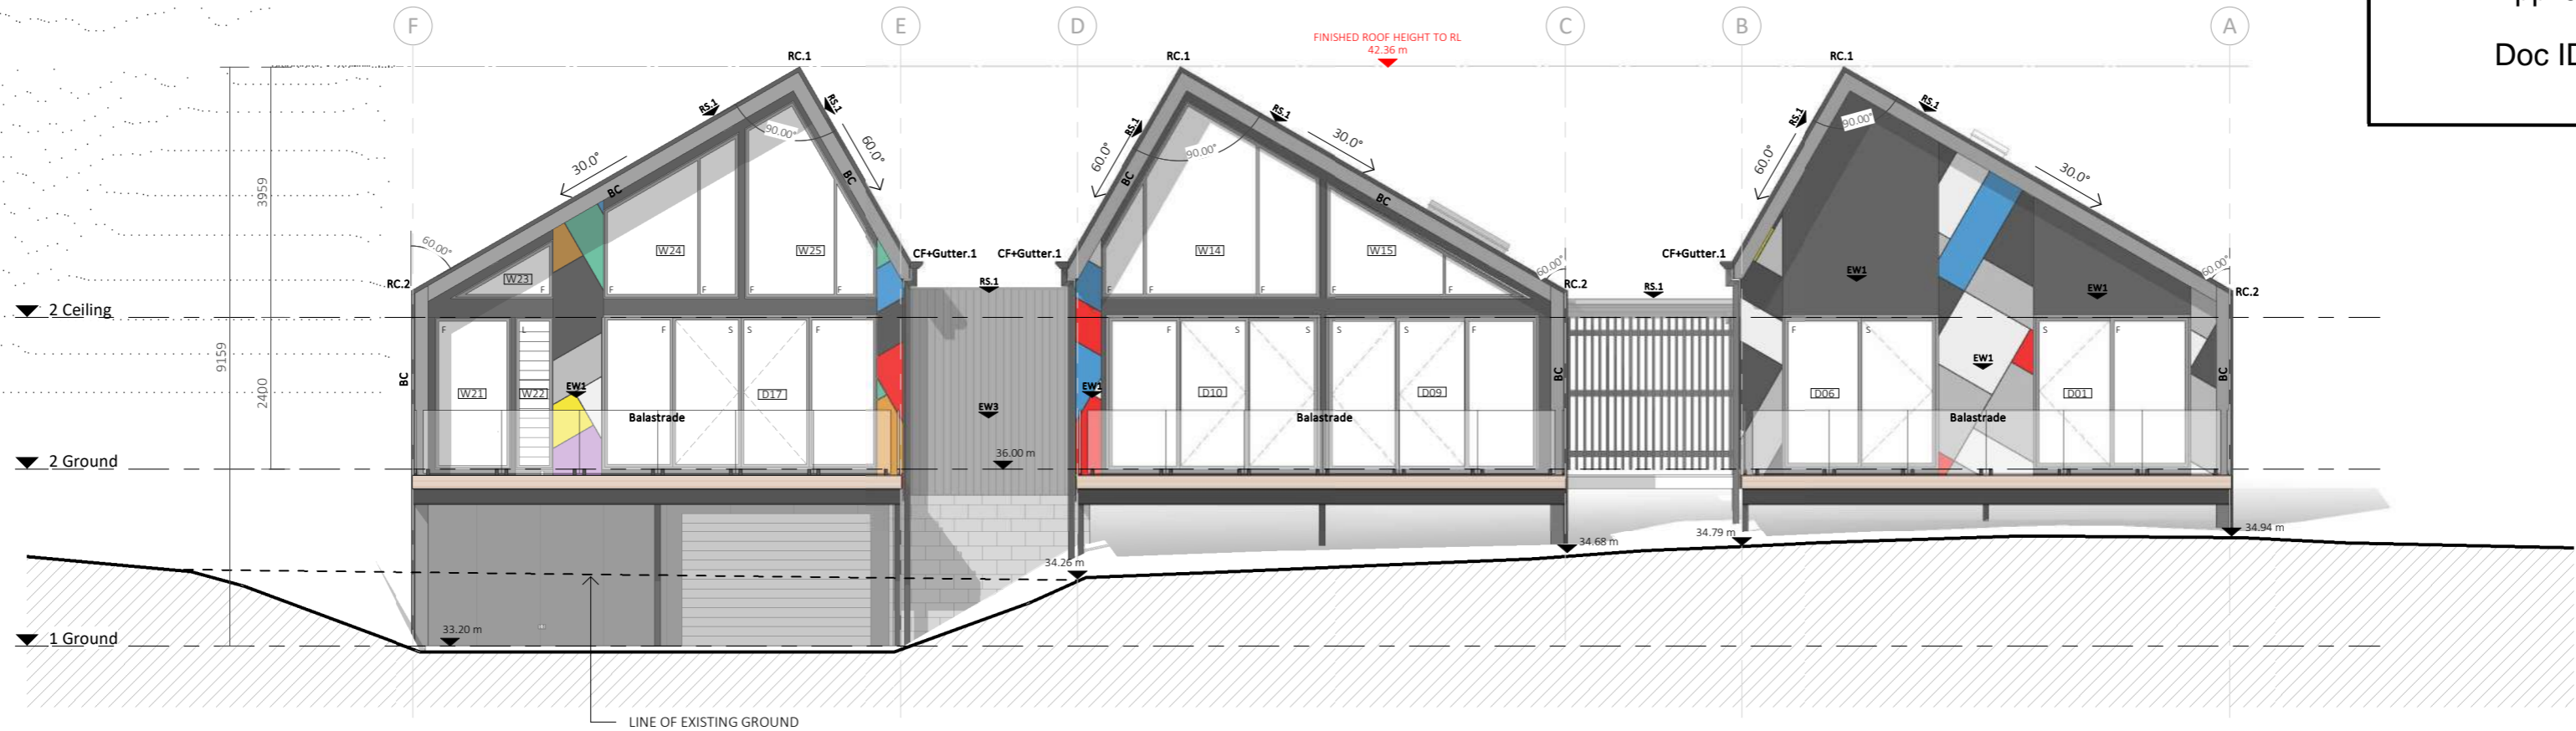 F
E
D
C
B
A
Doc ID
FINISHED ROOF HEIGHT TO RL
42.36 m
RC.1
RC.1
RC.1
RS.1
RS.1
RS.1
RS.1
RS.1
RS.1
90.00°
90.00°
90.00°
30.0°
60.0°
60.0°
30.0°
60.0°
30.0°
BC
BC
BC
BC
3959
9159
2400
60.00°
60.00°
60.00°
W23
W24
W25
W14
W15
F
F
F
F
F
F
F
F
F
CF+Gutter.1
CF+Gutter.1
CF+Gutter.1
RC.2
RC.2
RC.2
RS.1
RS.1
EW1
EW1
2 Ceiling
F
L
F
S
S
F
F
S
S
S
S
F
F
S
S
F
BC
BC
BC
W21
W22
EW1
D17
EW1
D10
D09
D06
EW1
D01
Balastrade
EW3
Balastrade
Balastrade
36.00 m
2 Ground
34.26 m
34.68 m
34.79 m
34.94 m
33.20 m
1 Ground
LINE OF EXISTING GROUND